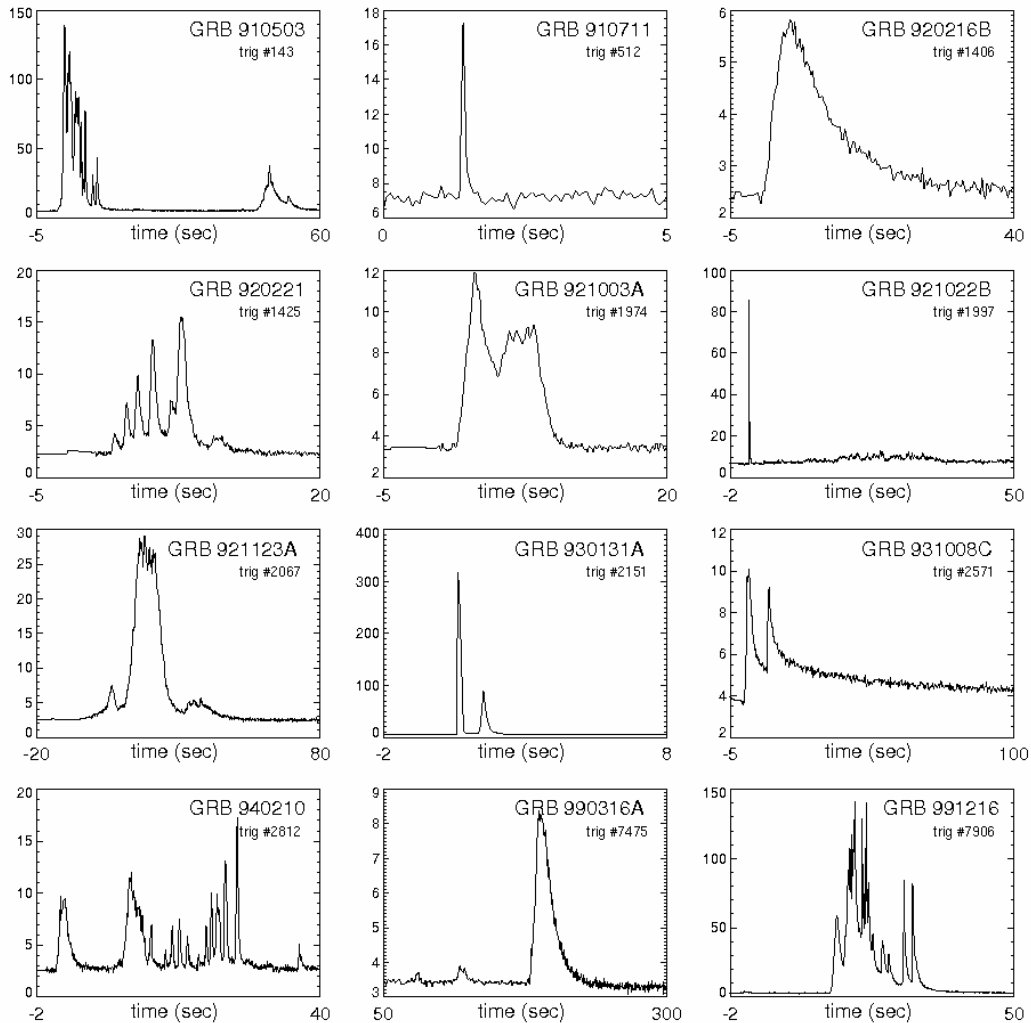 GRB 910503
trig #143
150
100
50
0
-5
time (sec)
60
GRB 910711
trig #512
18
16
14
12
10
8
6
0
time (sec)
5
GRB 920216B
trig #1406
6
5
4
3
2
-5
time (sec)
40
GRB 920221
trig #1425
20
15
10
5
0
-5
time (sec)
20
GRB 921003A
trig #1974
12
10
8
6
4
2
-5
time (sec)
20
GRB 921022B
trig #1997
100
80
60
40
20
0
-2
time (sec)
50
GRB 921123A
trig #2067
30
25
20
15
10
5
0
-20
time (sec)
80
GRB 930131A
trig #2151
400
300
200
100
0
-2
time (sec)
8
GRB 931008C
trig #2571
12
10
8
6
4
2
-5
time (sec)
100
GRB 940210
trig #2812
20
15
10
5
0
-20
time (sec)
40
GRB 990316A
trig #7475
9
8
7
6
5
4
3
50
time (sec)
300
GRB 991216
trig #7906
150
100
50
0
-20
time (sec)
50